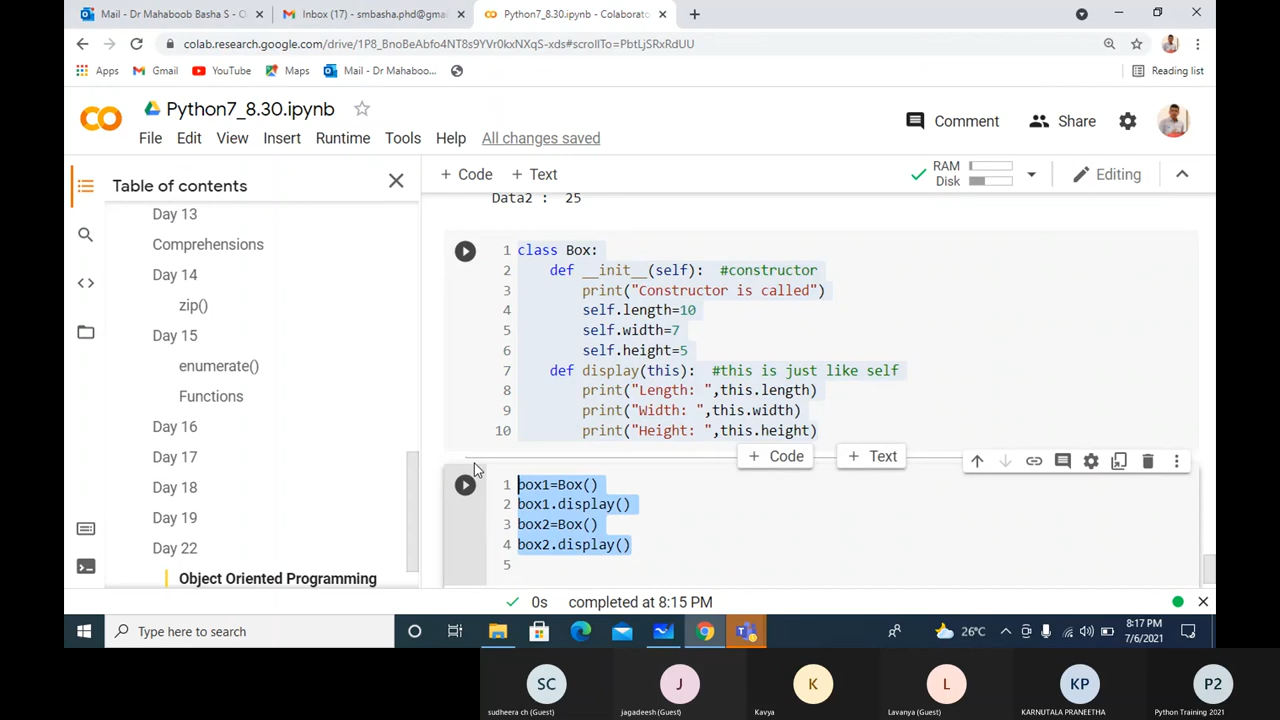 Mail - Dr Mahaboob Basha S - O
Inbox (17) - smbasha.phd@gma
Python7_8.30.ipynb - Colaborato
colab.research.google.com/drive/1P8_BnoBeAbfo4NT8s9YVr0kxNXqS-xds#scrollTo=PbtLjSRxRdUU
Apps
Gmail
YouTube
Maps
Mail - Dr Mahaboo...
Reading list
CO
Python7_8.30.ipynb
File Edit View Insert Runtime Tools Help All changes saved
Comment
Share
Table of contents
+ Code + Text
RAM
Disk
Editing
Day 13
Comprehensions
Day 14
zip()
Day 15
enumerate()
Functions
Day 16
Day 17
Day 18
Day 19
Day 22
Object Oriented Programming
Data2 : 25
1 class Box:
2 def __init__(self): #constructor
3 print("Constructor is called")
4 self.length=10
5 self.width=7
6 self.height=5
7 def display(this): #this is just like self
8 print("Length: ",this.length)
9 print("Width: ",this.width)
10 print("Height: ",this.height)
+ Code + Text
1 box1=Box()
2 box1.display()
3 box2=Box()
4 box2.display()
5
0s completed at 8:15 PM
Type here to search
26°C
8:17 PM
7/6/2021
SC
J
K
L
KP
P2
sudheera ch (Guest)
jagadeesh (Guest)
Kavya
Lavanya (Guest)
KARNUTALA PRANEETHA
Python Training 2021